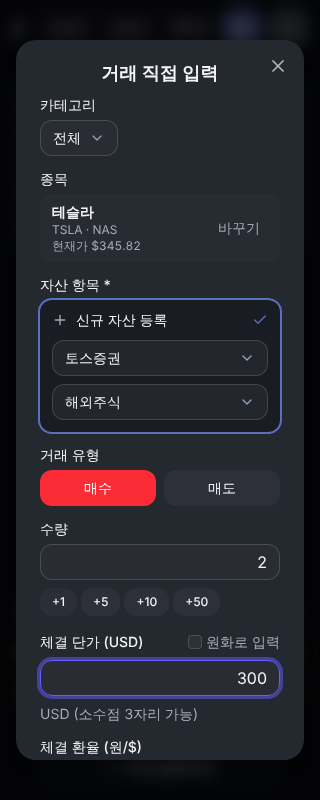 거래 직접 입력
카테고리
전체
종목
테슬라
TSLA · NAS
현재가 $345.82
바꾸기
자산 항목 *
신규 자산 등록
토스증권
해외주식
거래 유형
매수 매도
수량
2
+1 +5 +10 +50
체결 단가 (USD) 원화로 입력
300
USD (소수점 3자리 가능)
체결 환율 (원/$)